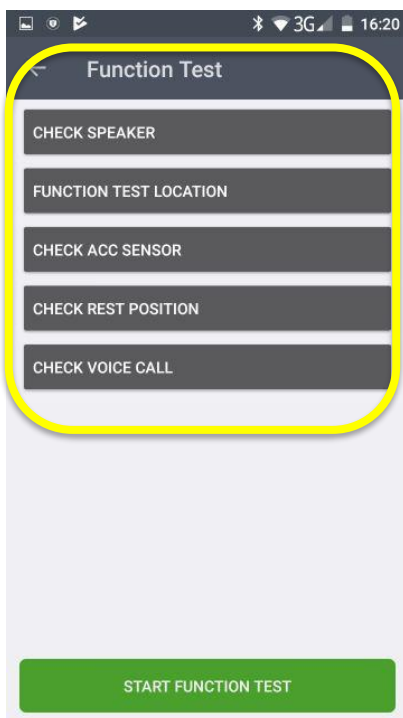 3G 16:20
Function Test
CHECK SPEAKER
FUNCTION TEST LOCATION
CHECK ACC SENSOR
CHECK REST POSITION
CHECK VOICE CALL
START FUNCTION TEST